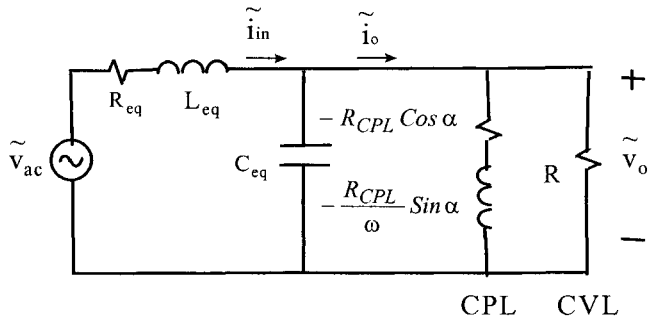 ĩin
ĩo
Req
Leq
ṽac
Ceq
- RCPL Cos α
- RCPL/ω Sin α
R
+
ṽo
−
CPL
CVL